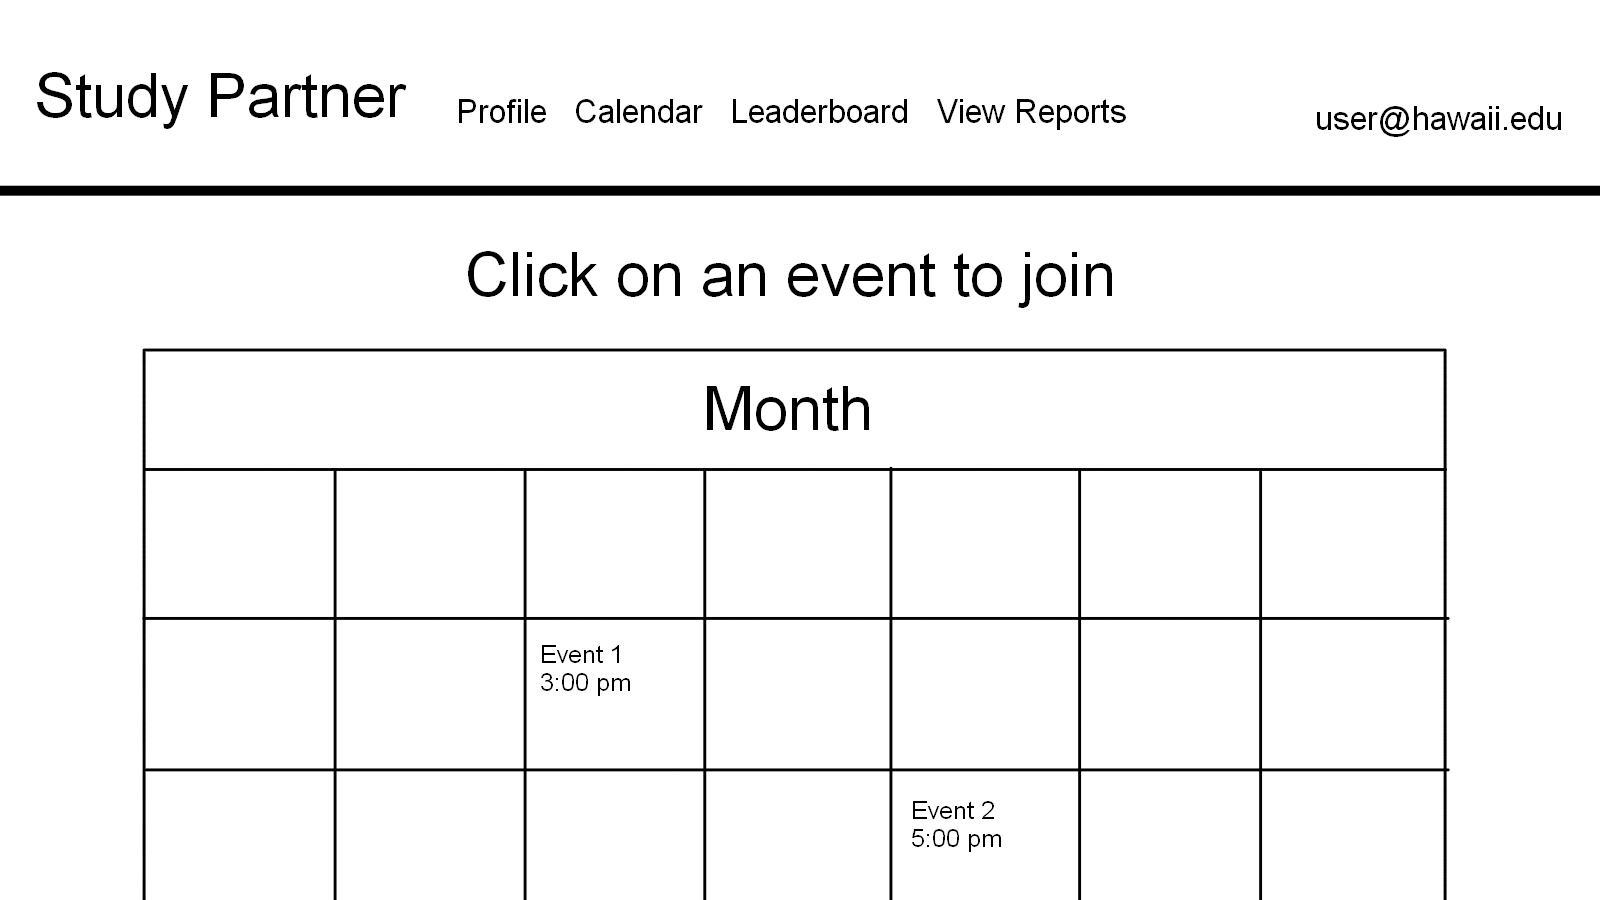 Study Partner
Profile Calendar Leaderboard View Reports
user@hawaii.edu
Click on an event to join
Month
Event 1
3:00 pm
Event 2
5:00 pm